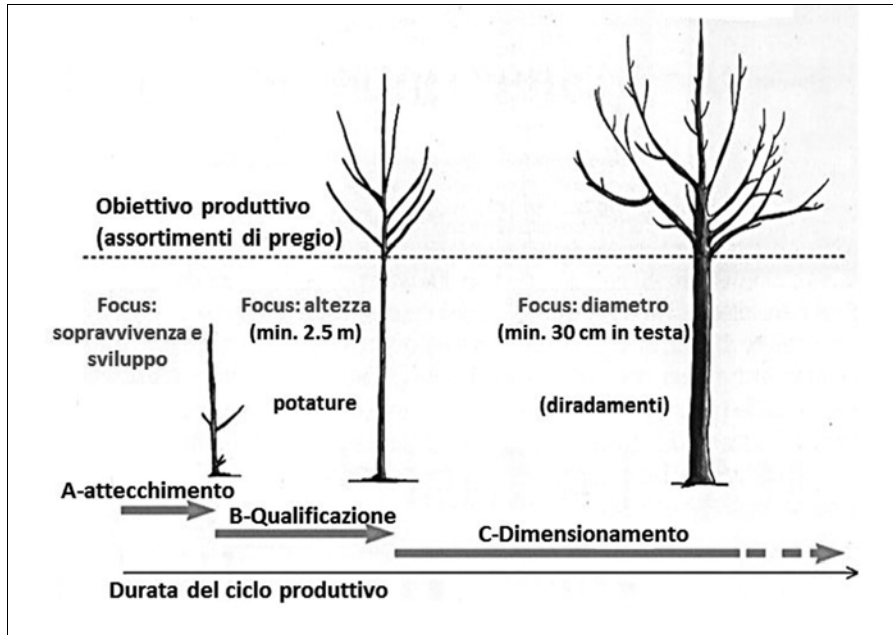 Obiettivo produttivo
(assortimenti di pregio)
Focus:
sopravvivenza e
sviluppo
Focus: altezza
(min. 2.5 m)
potature
Focus: diametro
(min. 30 cm in testa)
(diradamenti)
A-attecchimento
B-Qualificazione
C-Dimensionamento
Durata del ciclo produttivo